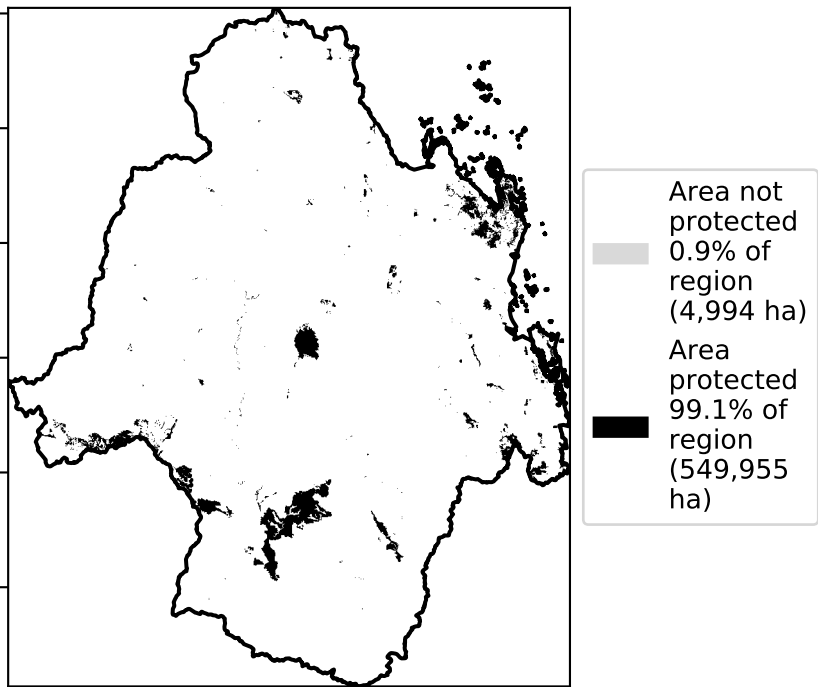 Area not
protected
0.9% of
region
(4,994 ha)
Area
protected
99.1% of
region
(549,955
ha)